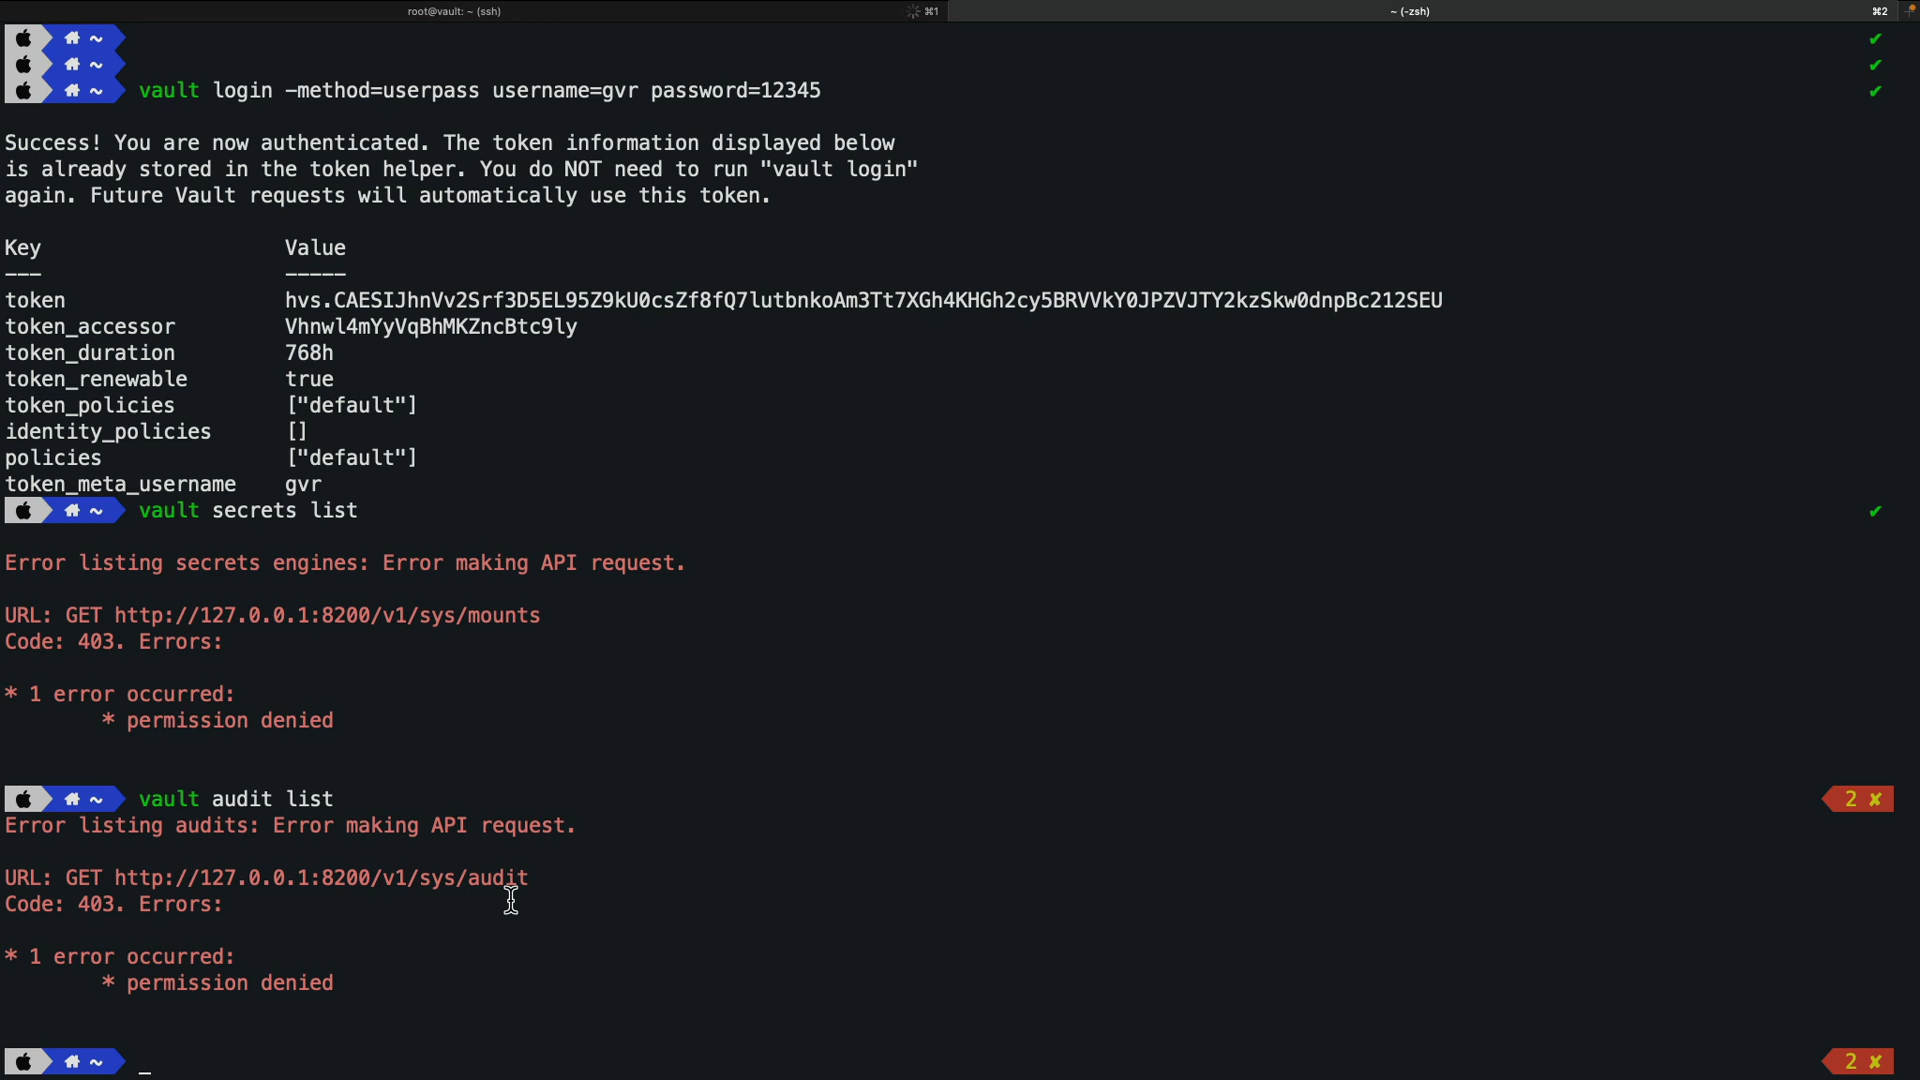 root@vault: ~ (ssh) ⌘1 ~ (-zsh) ⌘2
~ ✔
~ ✔
~ vault login -method=userpass username=gvr password=12345 ✔
Success! You are now authenticated. The token information displayed below
is already stored in the token helper. You do NOT need to run "vault login"
again. Future Vault requests will automatically use this token.
Key Value
--- -----
token hvs.CAESIJhnVv2Srf3D5EL95Z9kU0csZf8fQ7lutbnkoAm3Tt7XGh4KHGh2cy5BRVVkY0JPZVJTY2kzSkw0dnpBc212SEU
token_accessor Vhnwl4mYyVqBhMKZncBtc9ly
token_duration 768h
token_renewable true
token_policies ["default"]
identity_policies []
policies ["default"]
token_meta_username gvr
~ vault secrets list ✔
Error listing secrets engines: Error making API request.
URL: GET http://127.0.0.1:8200/v1/sys/mounts
Code: 403. Errors:
* 1 error occurred:
* permission denied
~ vault audit list 2 ✘
Error listing audits: Error making API request.
URL: GET http://127.0.0.1:8200/v1/sys/audit
Code: 403. Errors:
* 1 error occurred:
* permission denied
~ _ 2 ✘